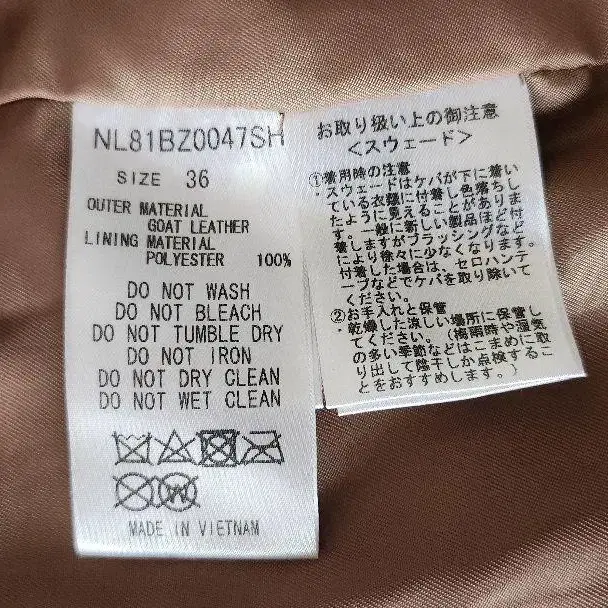 NL81BZ0047SH
SIZE 36
OUTER MATERIAL
GOAT LEATHER
LINING MATERIAL
POLYESTER 100%
DO NOT WASH
DO NOT BLEACH
DO NOT TUMBLE DRY
DO NOT IRON
DO NOT DRY CLEAN
DO NOT WET CLEAN
W
MADE IN VIETNAM
お取り扱い上の御注意
<スウェード>
①着用時の注意
・スウェードはケバが下に着い
ている衣類に付着し色落ちし
たように見えることがありま
す。一般に新しい製品ほど付
着しますがブラッシングなど
により徐々に少なくなります。
付着した場合は、セロハンテ
ープなどでケバを取り除いて
ください。
②お手入れと保管
・乾燥した涼しい場所に保管し
てください。(梅雨時や湿気
の多い季節などはこまめに取
り出して陰干しか点検するこ
とをおすすめします。)